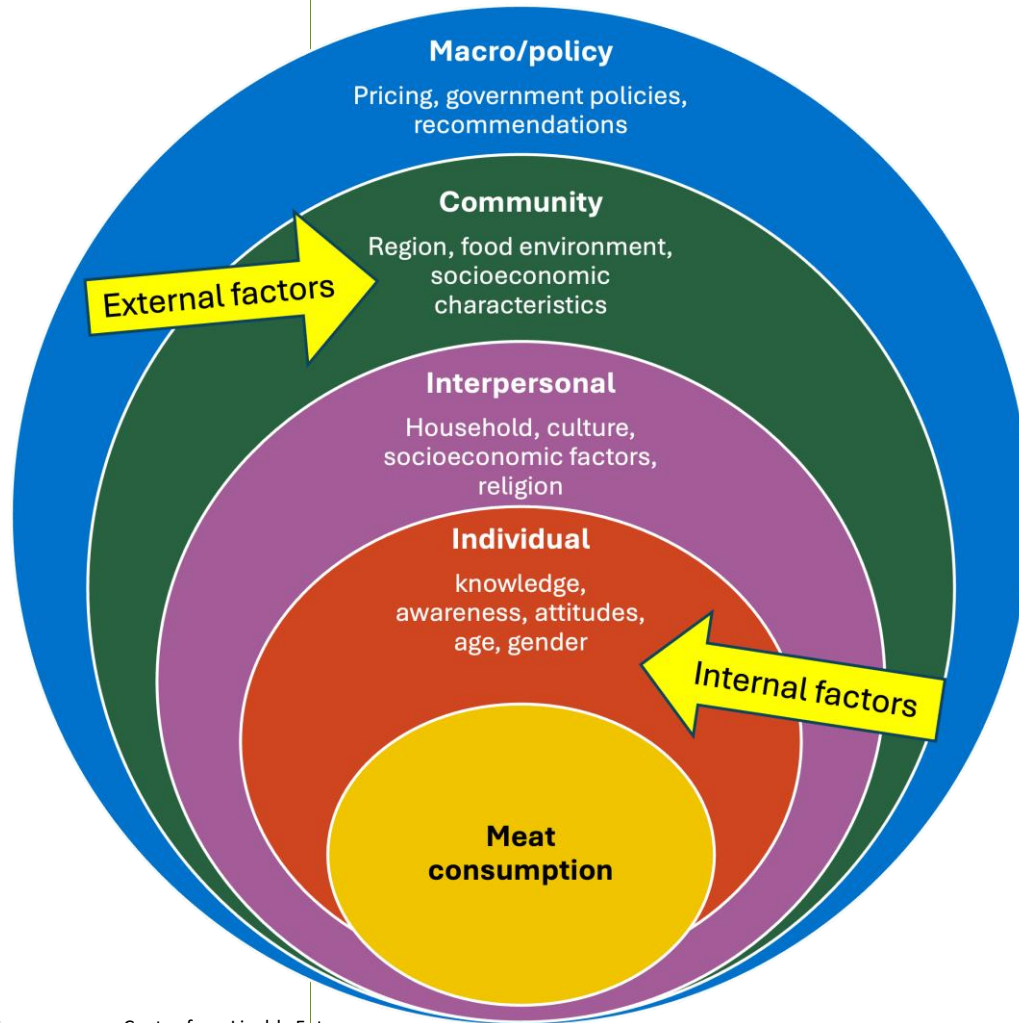 Macro/policy
Pricing, government policies,
recommendations
Community
Region, food environment,
socioeconomic
characteristics
External factors
Interpersonal
Household, culture,
socioeconomic factors,
religion
Individual
knowledge,
awareness, attitudes,
age, gender
Internal factors
Meat
consumption